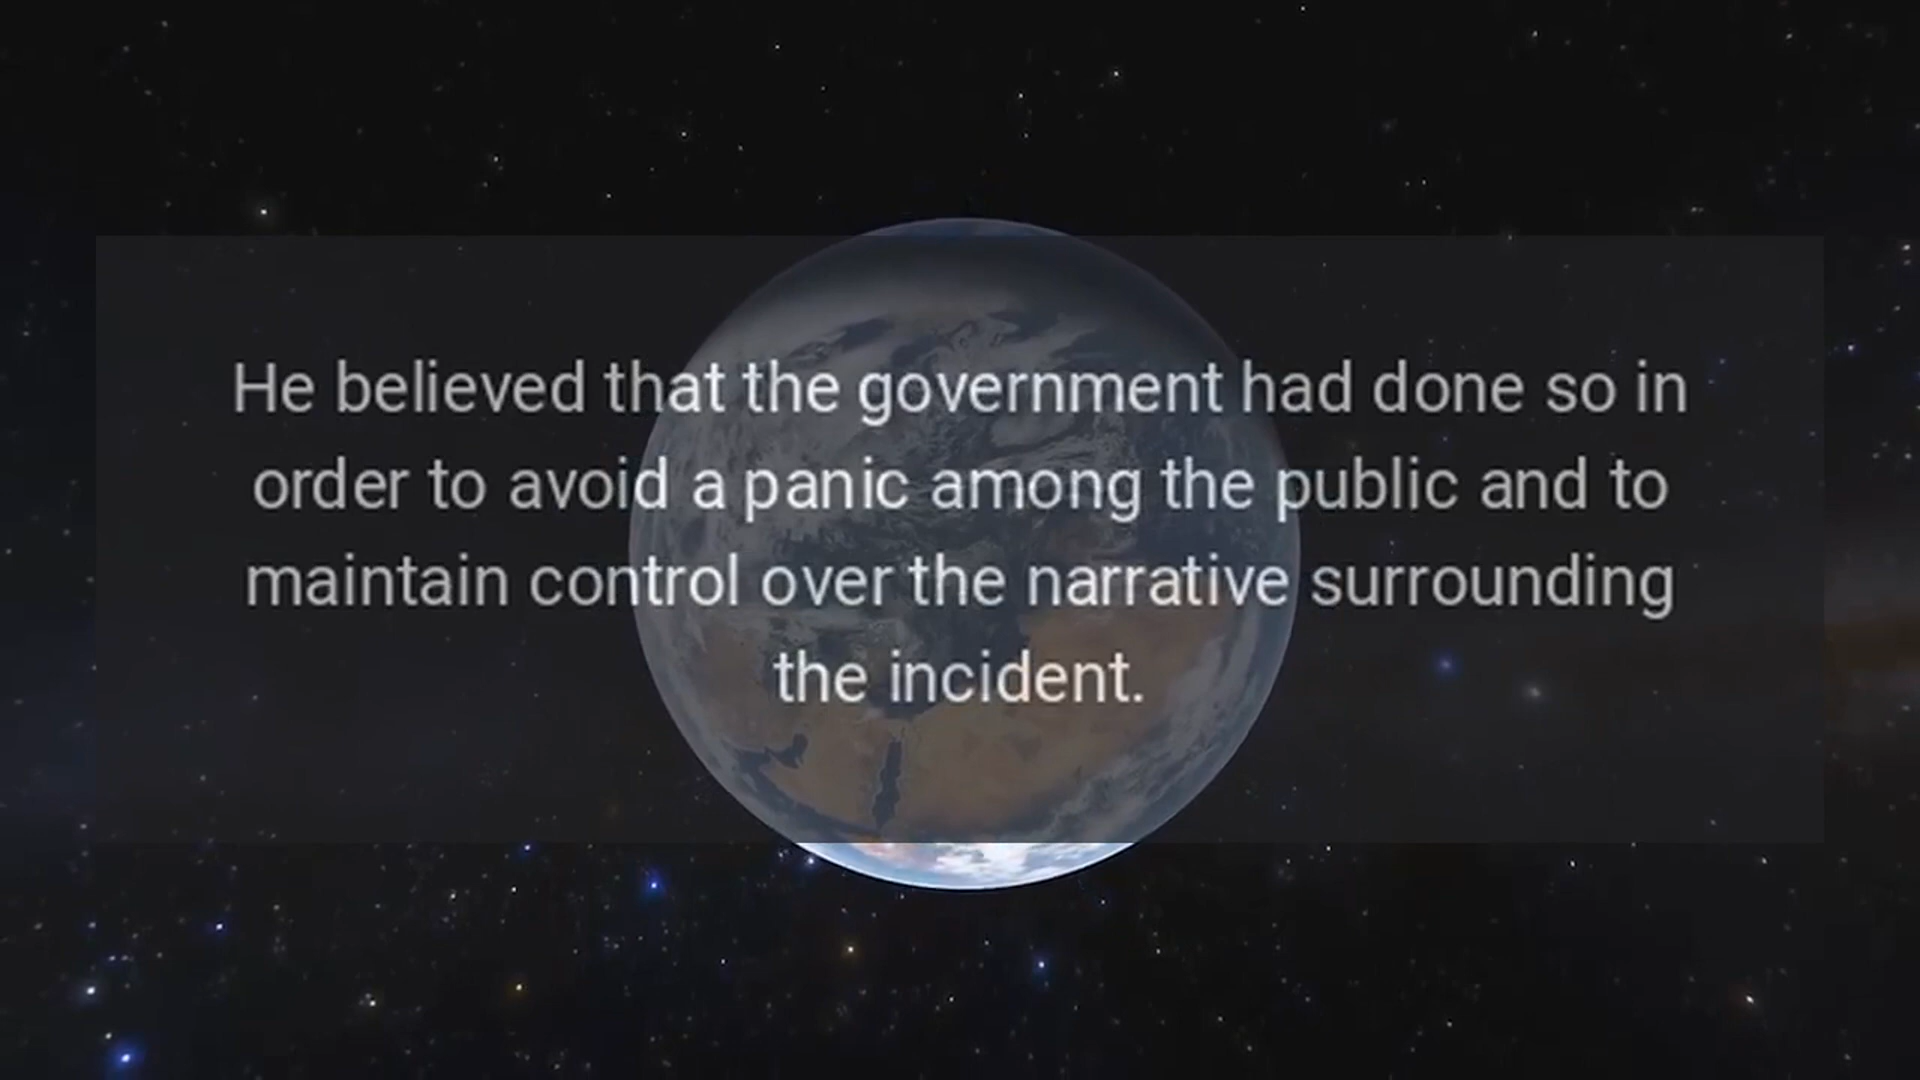 He believed that the government had done so in
order to avoid a panic among the public and to
maintain control over the narrative surrounding
the incident.